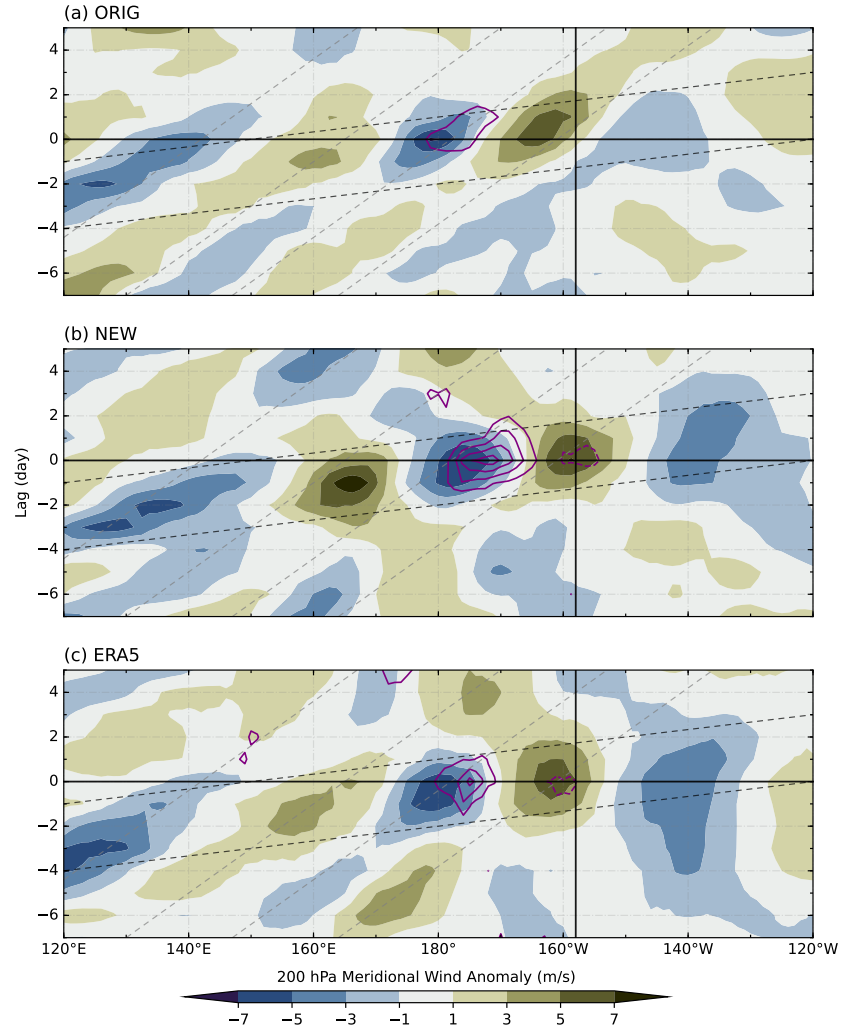 (a) ORIG
4
2
0
−2
−4
−6
(b) NEW
4
2
0
−2
−4
−6
Lag (day)
(c) ERA5
4
2
0
−2
−4
−6
120°E 140°E 160°E 180° 160°W 140°W 120°W
200 hPa Meridional Wind Anomaly (m/s)
−7 −5 −3 −1 1 3 5 7